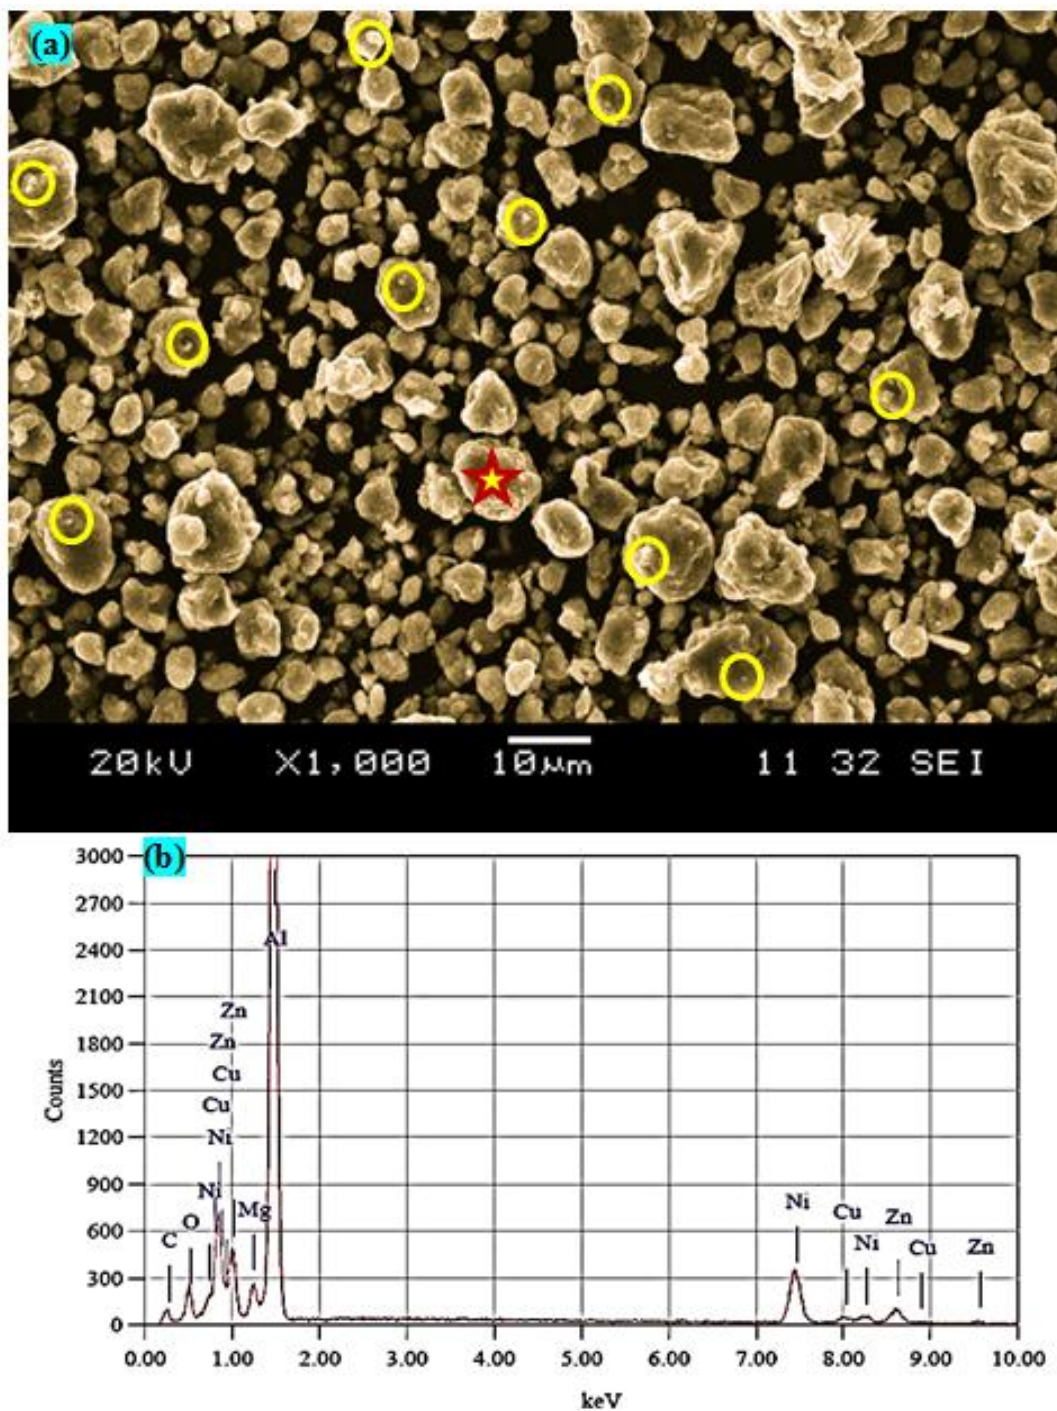 (a)
20kV X1,000 10µm 11 32 SEI
(b)
3000
2700
2400
2100
1800
1500
1200
900
600
300
0
Counts
Al
Zn
Zn
Cu
Cu
Ni
Ni
Mg
O
C
Ni
Cu
Ni
Zn
Cu
Zn
0.00 1.00 2.00 3.00 4.00 5.00 6.00 7.00 8.00 9.00 10.00
keV